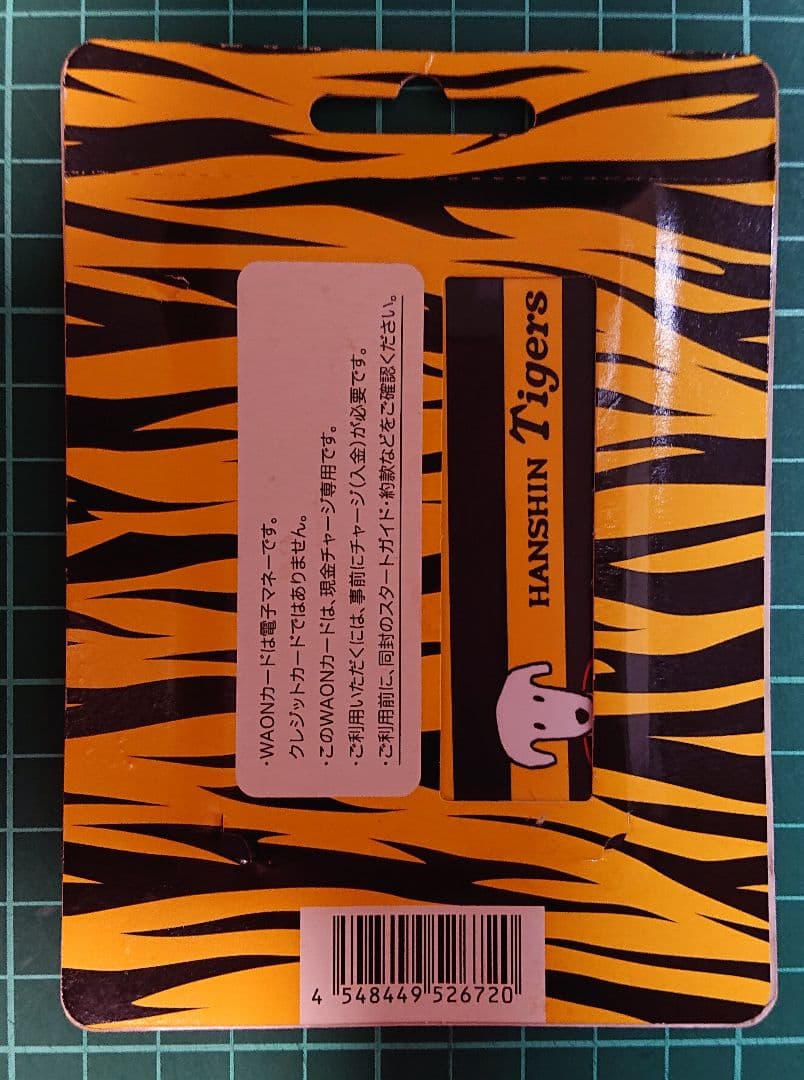 ・WAONカードは電子マネーです。
クレジットカードではありません。
・このWAONカードは、現金チャージ専用です。
・ご利用いただくには、事前にチャージ(入金)が必要です。
・ご利用前に、同封のスタートガイド・約款などをご確認ください。
HANSHIN Tigers
4 548449 526720